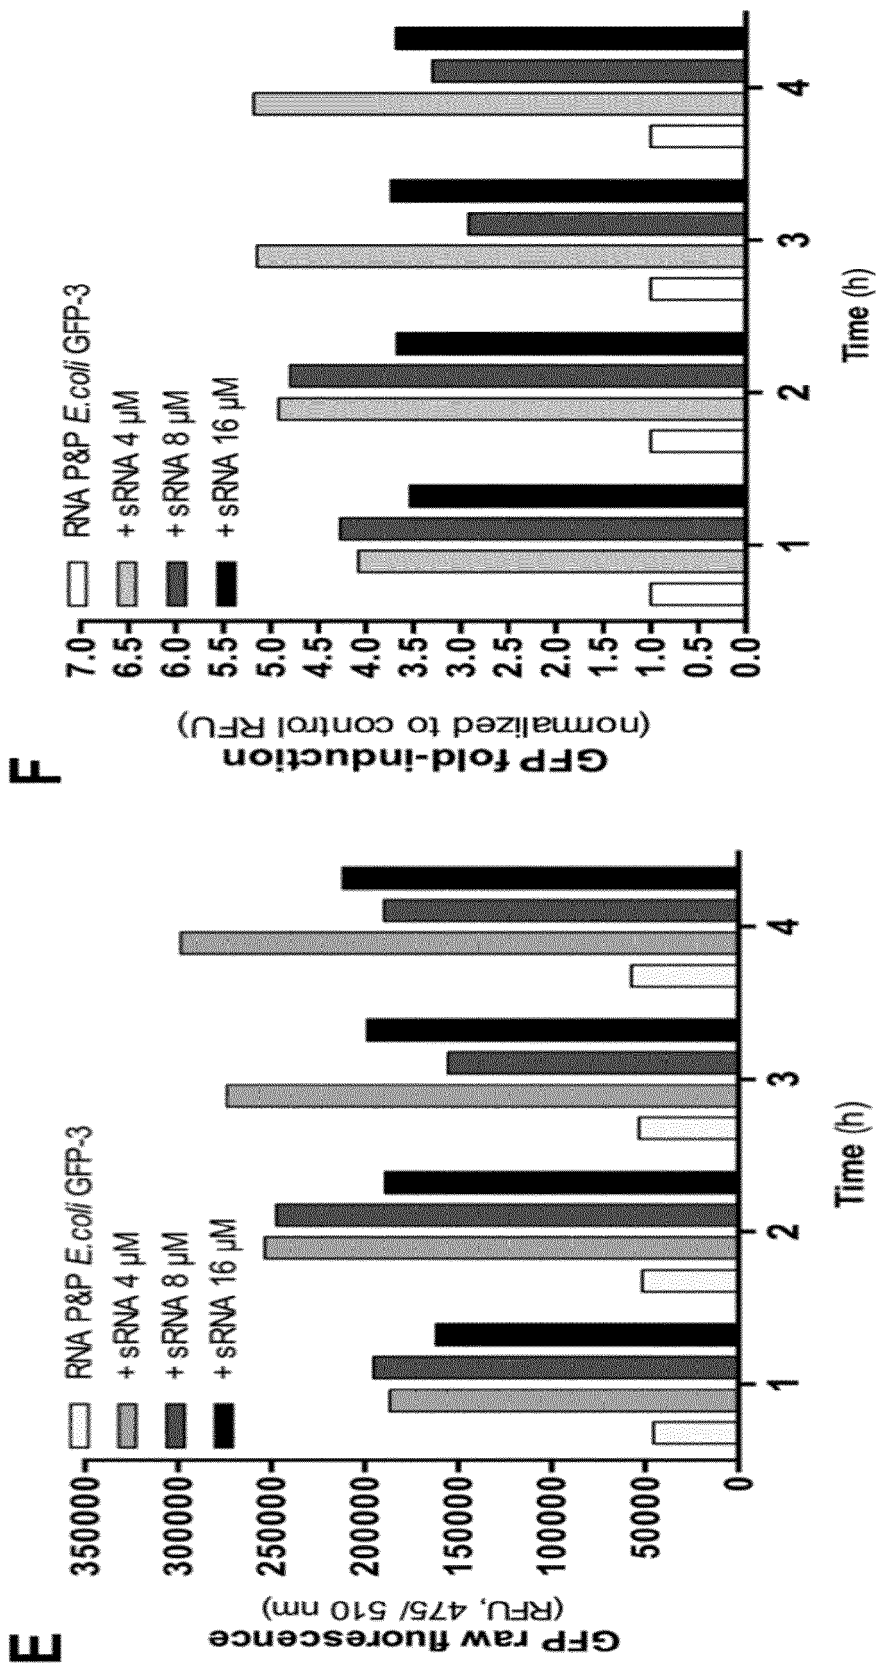 E
GFP raw fluorescence
(RFU, 475/ 510 nm)
350000
300000
250000
200000
150000
100000
50000
0
RNA P&P E.coli GFP-3
+ sRNA 4 µM
+ sRNA 8 µM
+ sRNA 16 µM
1 2 3 4
Time (h)
F
GFP fold-induction
(normalized to control RFU)
7.0
6.5
6.0
5.5
5.0
4.5
4.0
3.5
3.0
2.5
2.0
1.5
1.0
0.5
0.0
RNA P&P E.coli GFP-3
+ sRNA 4 µM
+ sRNA 8 µM
+ sRNA 16 µM
1 2 3 4
Time (h)